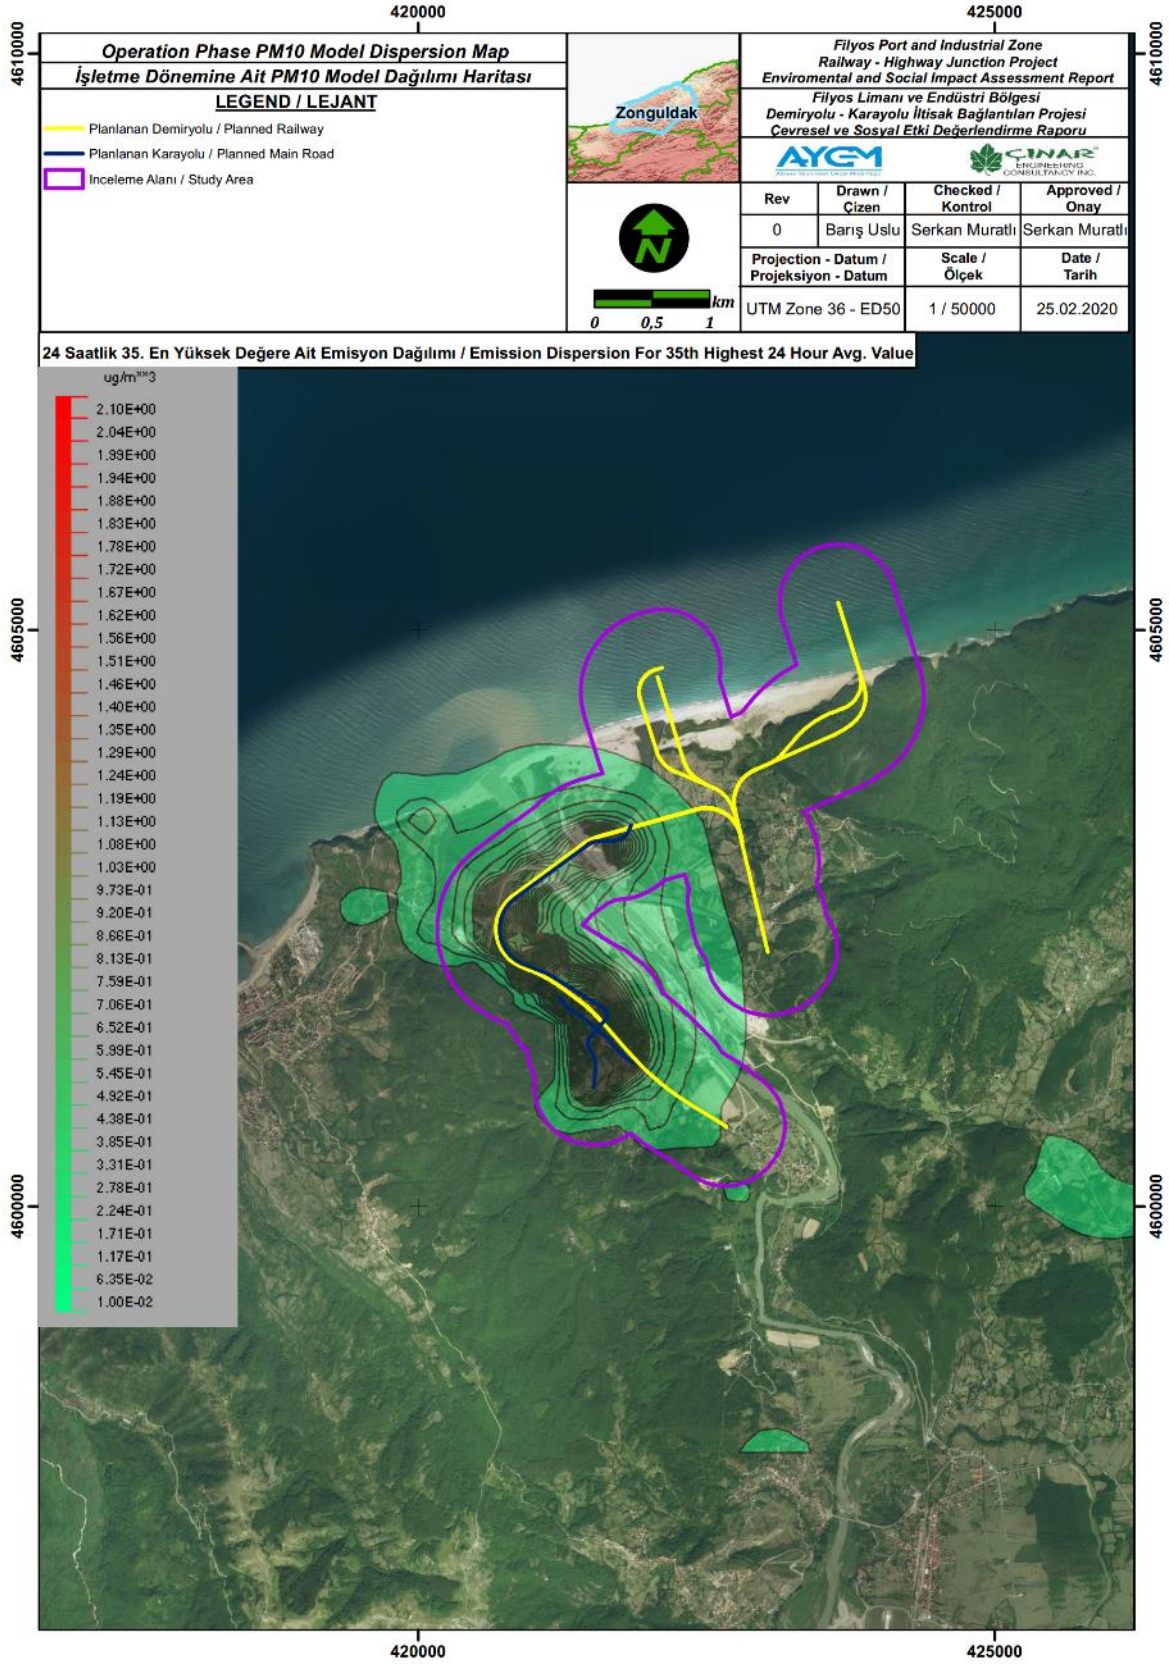 420000
425000
4610000
4610000
Operation Phase PM10 Model Dispersion Map
İşletme Dönemine Ait PM10 Model Dağılımı Haritası
LEGEND / LEJANT
Planlanan Demiryolu / Planned Railway
Planlanan Karayolu / Planned Main Road
İnceleme Alanı / Study Area
Zonguldak
N
km
0 0,5 1
Filyos Port and Industrial Zone
Railway - Highway Junction Project
Enviromental and Social Impact Assessment Report
Filyos Limanı ve Endüstri Bölgesi
Demiryolu - Karayolu İltisak Bağlantıları Projesi
Çevresel ve Sosyal Etki Değerlendirme Raporu
AYGM
ÇINAR
ENGINEERING
CONSULTANCY INC.
Rev
Drawn / Çizen
Checked / Kontrol
Approved / Onay
0
Barış Uslu
Serkan Muratlı
Serkan Muratlı
Projection - Datum / Projeksiyon - Datum
Scale / Ölçek
Date / Tarih
UTM Zone 36 - ED50
1 / 50000
25.02.2020
24 Saatlik 35. En Yüksek Değere Ait Emisyon Dağılımı / Emission Dispersion For 35th Highest 24 Hour Avg. Value
ug/m**3
2.10E+00
2.04E+00
1.99E+00
1.94E+00
1.88E+00
1.83E+00
1.78E+00
1.72E+00
1.67E+00
1.62E+00
1.56E+00
1.51E+00
1.46E+00
1.40E+00
1.35E+00
1.29E+00
1.24E+00
1.19E+00
1.13E+00
1.08E+00
1.03E+00
9.73E-01
9.20E-01
8.66E-01
8.13E-01
7.59E-01
7.06E-01
6.52E-01
5.99E-01
5.45E-01
4.92E-01
4.38E-01
3.85E-01
3.31E-01
2.78E-01
2.24E-01
1.71E-01
1.17E-01
6.35E-02
1.00E-02
4605000
4605000
4600000
4600000
420000
425000